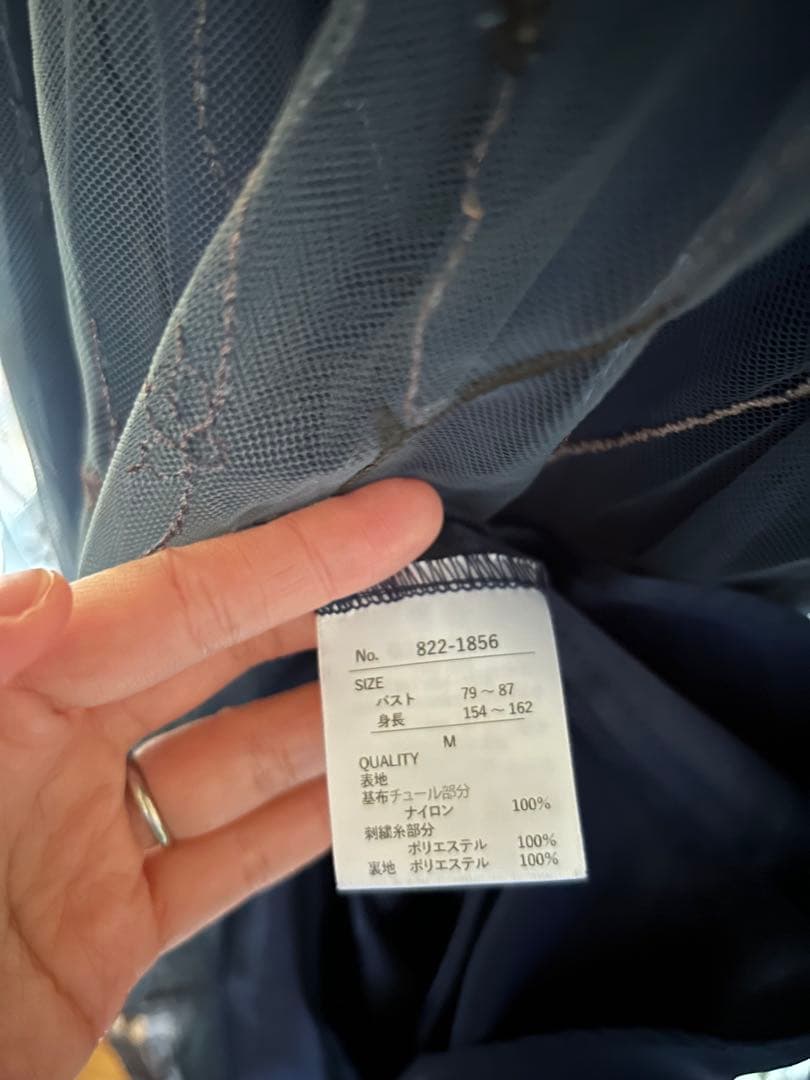 No. 822-1856
SIZE
バスト 79～87
身長 154～162
M
QUALITY
表地
基布チュール部分
ナイロン 100%
刺繍糸部分
ポリエステル 100%
裏地 ポリエステル 100%